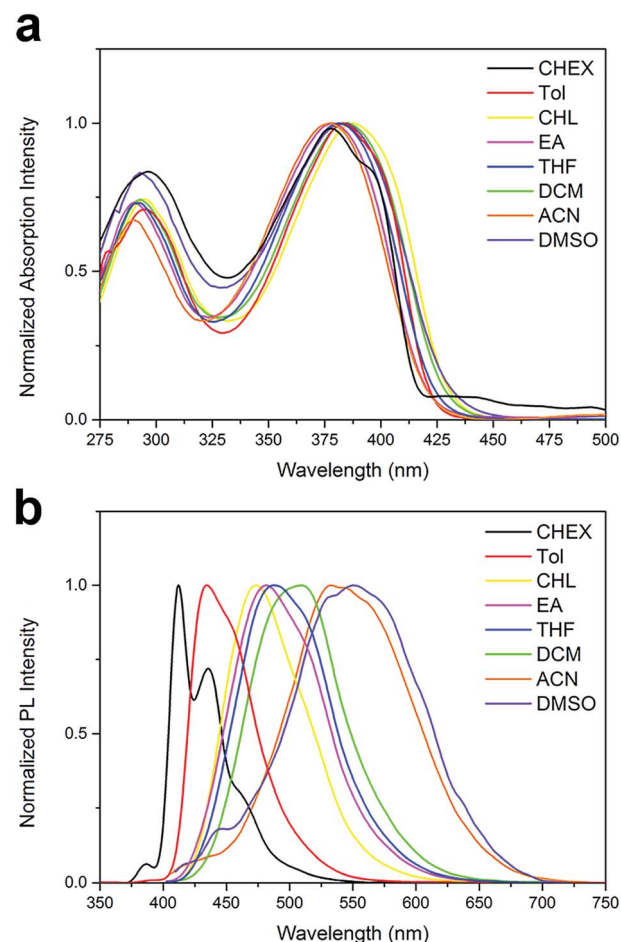 a
Normalized Absorption Intensity
1.0
0.5
0.0
275 300 325 350 375 400 425 450 475 500
Wavelength (nm)
CHEX
Tol
CHL
EA
THF
DCM
ACN
DMSO
b
Normalized PL Intensity
1.0
0.5
0.0
350 400 450 500 550 600 650 700 750
Wavelength (nm)
CHEX
Tol
CHL
EA
THF
DCM
ACN
DMSO